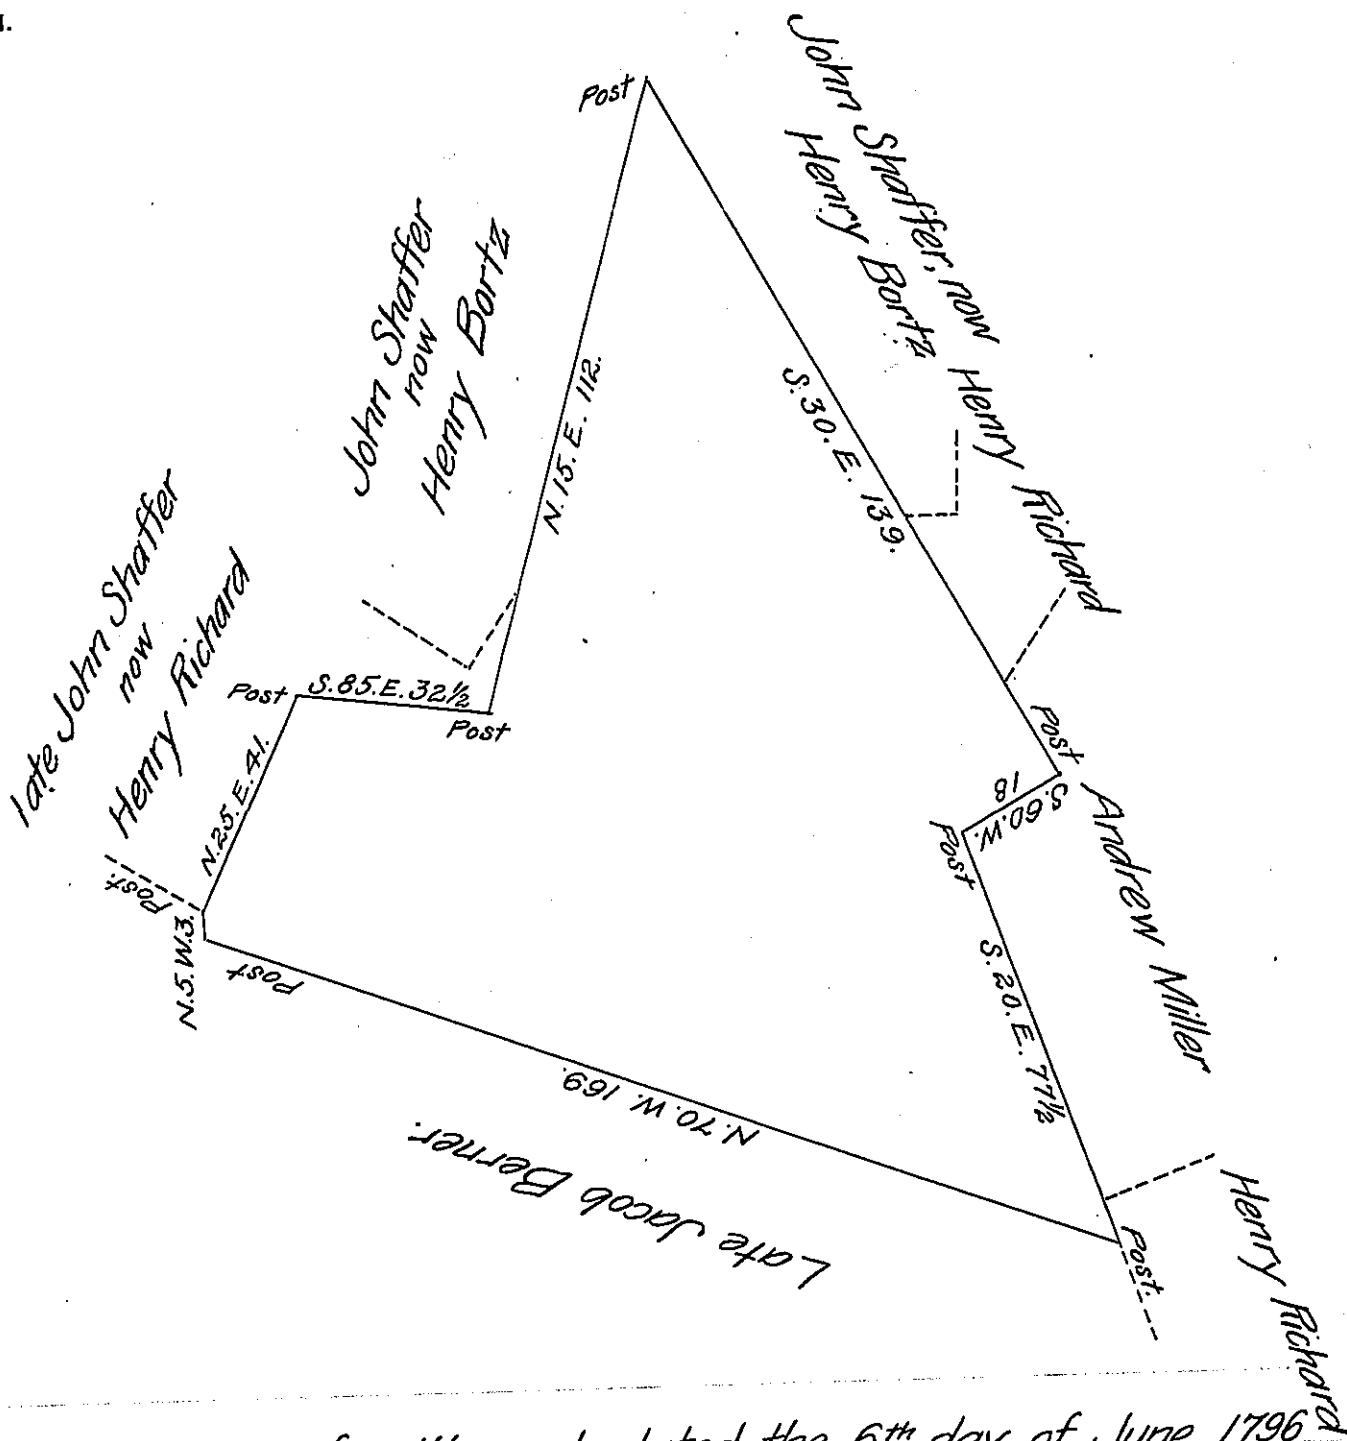 Post
John Shaffer, now Henry Richard
Henry Bortz
John Shaffer
now
Henry Bortz
N.15.E. 112.
S.30.E. 139.
late John Shaffer
now
Henry Richard
Post
S.85.E.32½
Post
N.25.E.41.
Post
S.60.W.
18
Post
Andrew Miller
Post.
N.5.W.3.
Post
S.20.E. 77½
N.70.W. 169.
Late Jacob Berner.
Post.
Henry Richard
dated the 6th day of June 1796